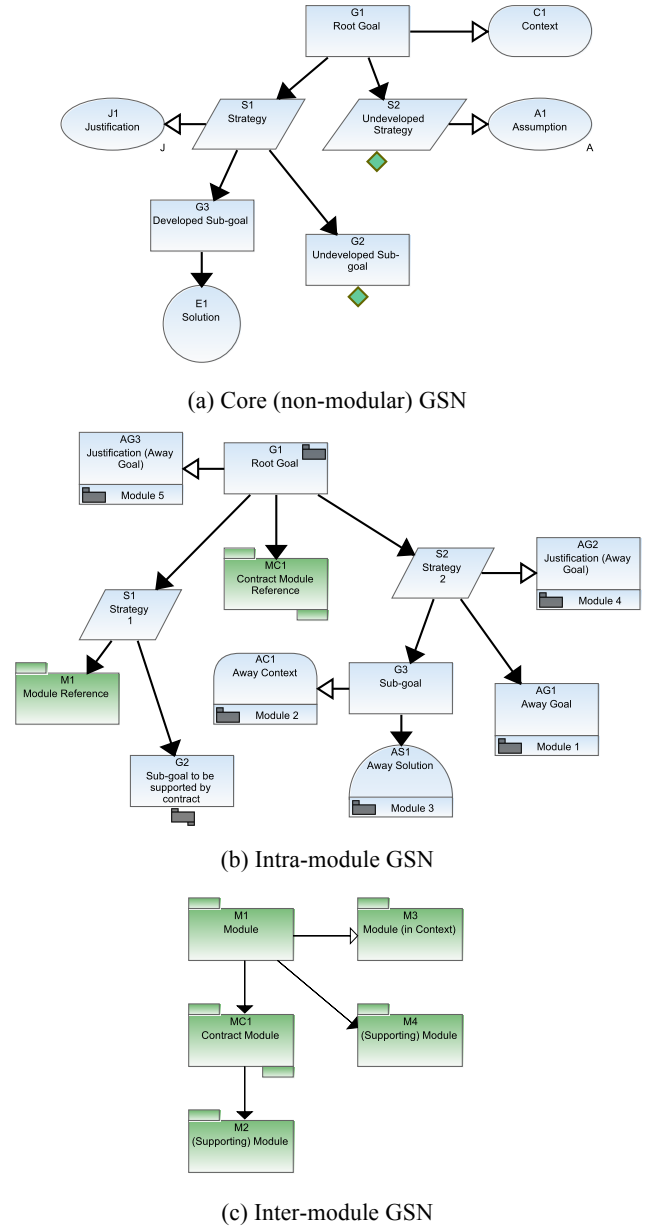 G1
Root Goal
C1
Context
J1
Justification
J
S1
Strategy
S2
Undeveloped
Strategy
A1
Assumption
A
G3
Developed Sub-goal
G2
Undeveloped Sub-
goal
E1
Solution
(a) Core (non-modular) GSN
AG3
Justification (Away
Goal)
Module 5
G1
Root Goal
MC1
Contract Module
Reference
S2
Strategy
2
AG2
Justification (Away
Goal)
Module 4
S1
Strategy
1
M1
Module Reference
AC1
Away Context
Module 2
G3
Sub-goal
AG1
Away Goal
Module 1
G2
Sub-goal to be
supported by
contract
AS1
Away Solution
Module 3
(b) Intra-module GSN
M1
Module
M3
Module (in Context)
MC1
Contract Module
M4
(Supporting) Module
M2
(Supporting) Module
(c) Inter-module GSN